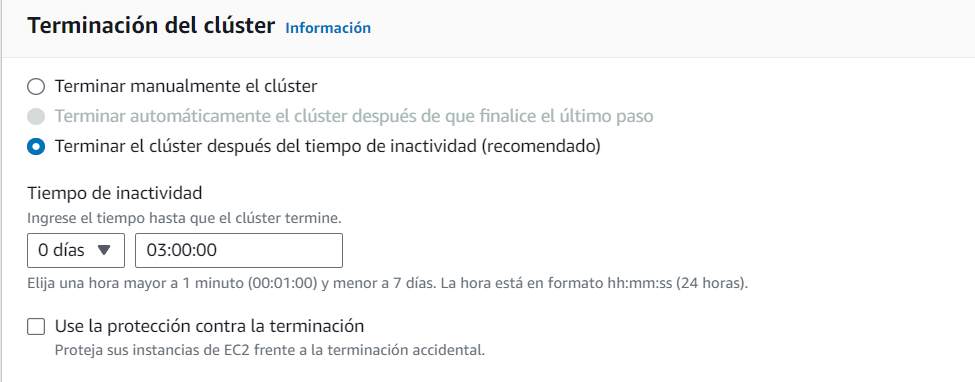 Terminación del clúster Información
Terminar manualmente el clúster
Terminar automáticamente el clúster después de que finalice el último paso
Terminar el clúster después del tiempo de inactividad (recomendado)
Tiempo de inactividad
Ingrese el tiempo hasta que el clúster termine.
0 días 03:00:00
Elija una hora mayor a 1 minuto (00:01:00) y menor a 7 días. La hora está en formato hh:mm:ss (24 horas).
Use la protección contra la terminación
Proteja sus instancias de EC2 frente a la terminación accidental.